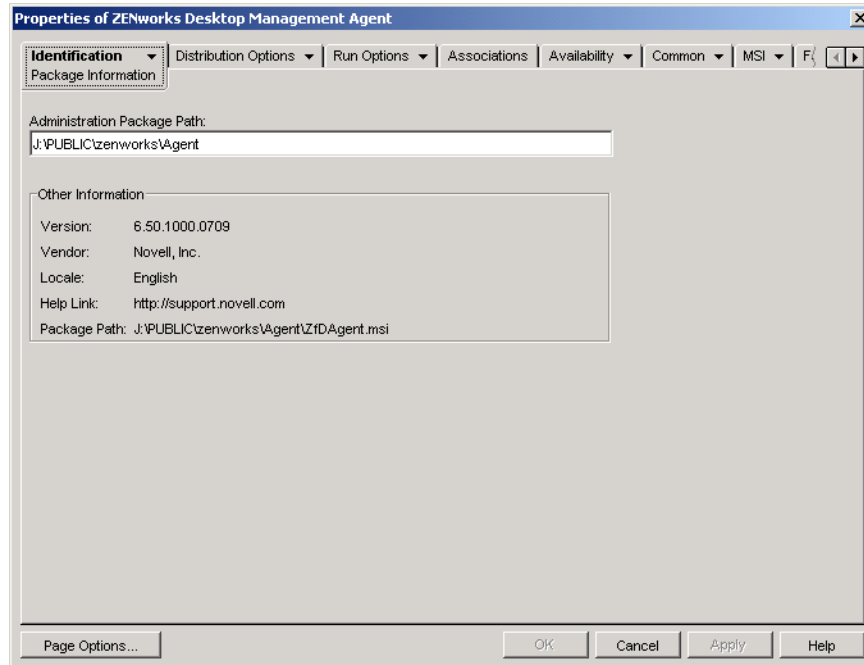 Properties of ZENworks Desktop Management Agent
Identification Distribution Options Run Options Associations Availability Common MSI
Package Information
Administration Package Path:
J:\PUBLIC\zenworks\Agent
Other Information
Version: 6.50.1000.0709
Vendor: Novell, Inc.
Locale: English
Help Link: http://support.novell.com
Package Path: J:\PUBLIC\zenworks\Agent\ZfDAgent.msi
Page Options... OK Cancel Apply Help